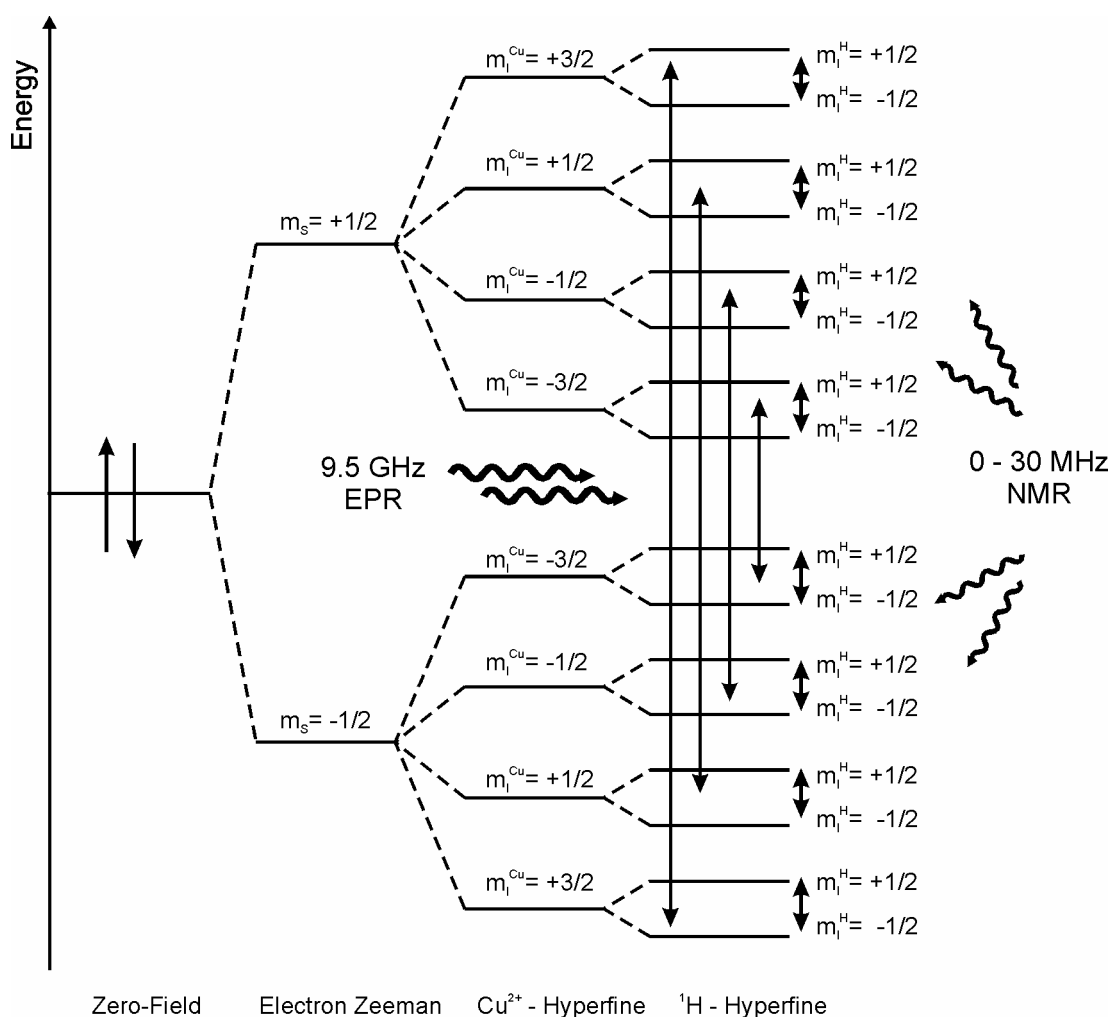 Energy
m_I^Cu = +3/2
m_I^H = +1/2
m_I^H = -1/2
m_I^Cu = +1/2
m_I^H = +1/2
m_I^H = -1/2
m_S = +1/2
m_I^Cu = -1/2
m_I^H = +1/2
m_I^H = -1/2
m_I^Cu = -3/2
m_I^H = +1/2
m_I^H = -1/2
9.5 GHz
EPR
0 - 30 MHz
NMR
m_I^Cu = -3/2
m_I^H = +1/2
m_I^H = -1/2
m_I^Cu = -1/2
m_I^H = +1/2
m_I^H = -1/2
m_S = -1/2
m_I^Cu = +1/2
m_I^H = +1/2
m_I^H = -1/2
m_I^Cu = +3/2
m_I^H = +1/2
m_I^H = -1/2
Zero-Field Electron Zeeman Cu²⁺ - Hyperfine ¹H - Hyperfine